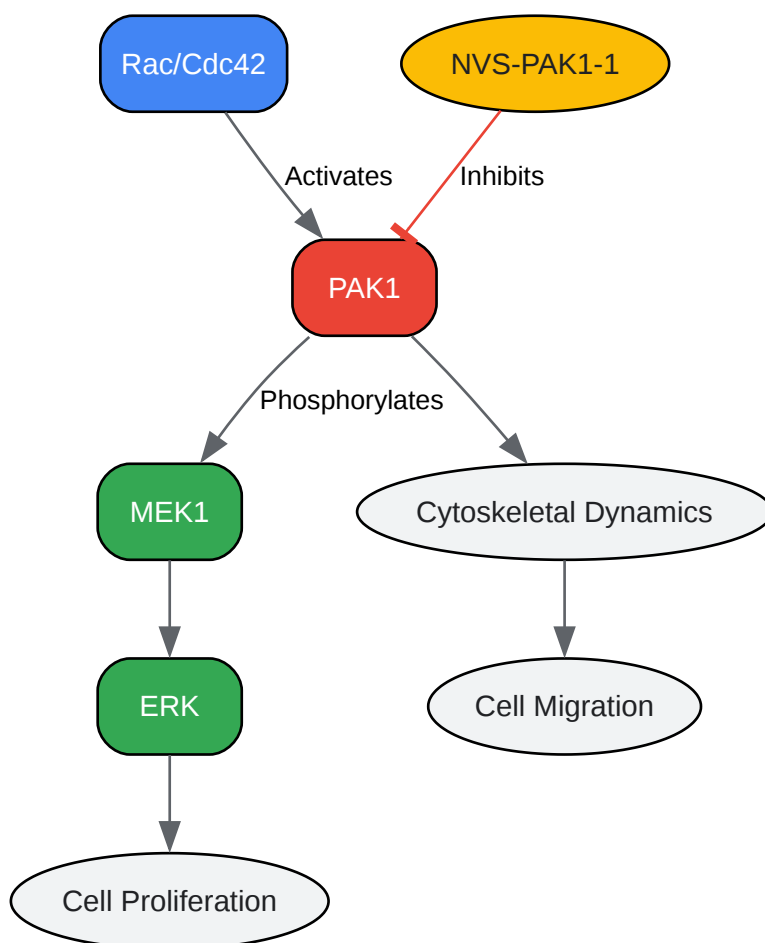 Rac/Cdc42
NVS-PAK1-1
Activates
Inhibits
PAK1
Phosphorylates
MEK1
Cytoskeletal Dynamics
ERK
Cell Migration
Cell Proliferation